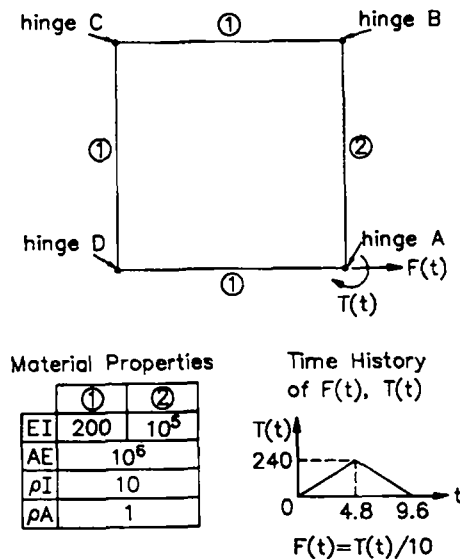 hinge C
①
hinge B
①
②
hinge D
hinge A
F(t)
①
T(t)
Material Properties
① ②
EI 200 10⁵
AE 10⁶
ρI 10
ρA 1
Time History
of F(t), T(t)
T(t)
240
0 4.8 9.6 t
F(t)=T(t)/10